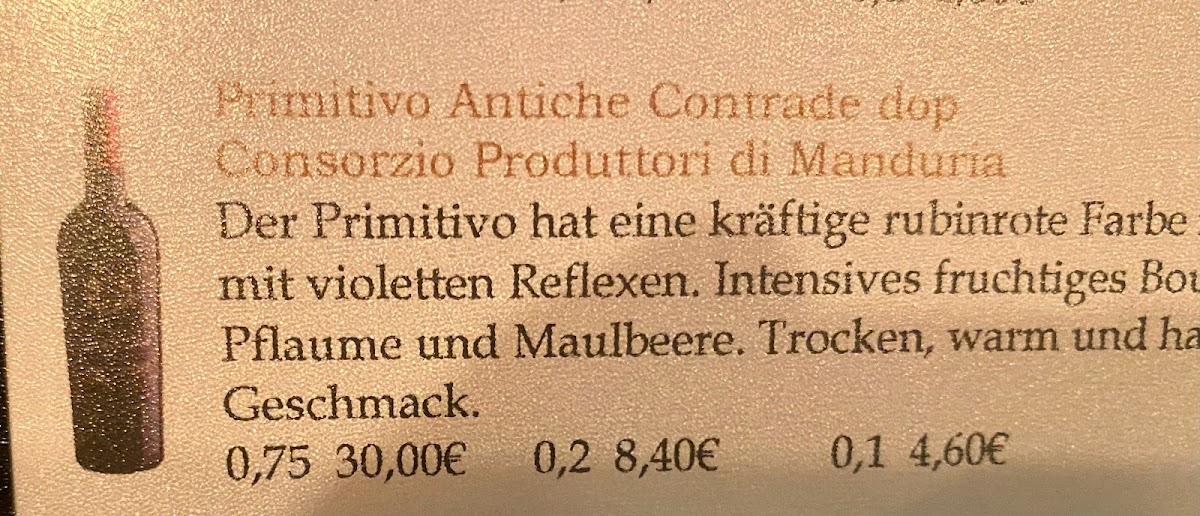 Primitivo Antiche Contrade dop
Consorzio Produttori di Manduria
Der Primitivo hat eine kräftige rubinrote Farbe
mit violetten Reflexen. Intensives fruchtiges
Pflaume und Maulbeere. Trocken, warm und
Geschmack.
0,75 30,00€ 0,2 8,40€ 0,1 4,60€